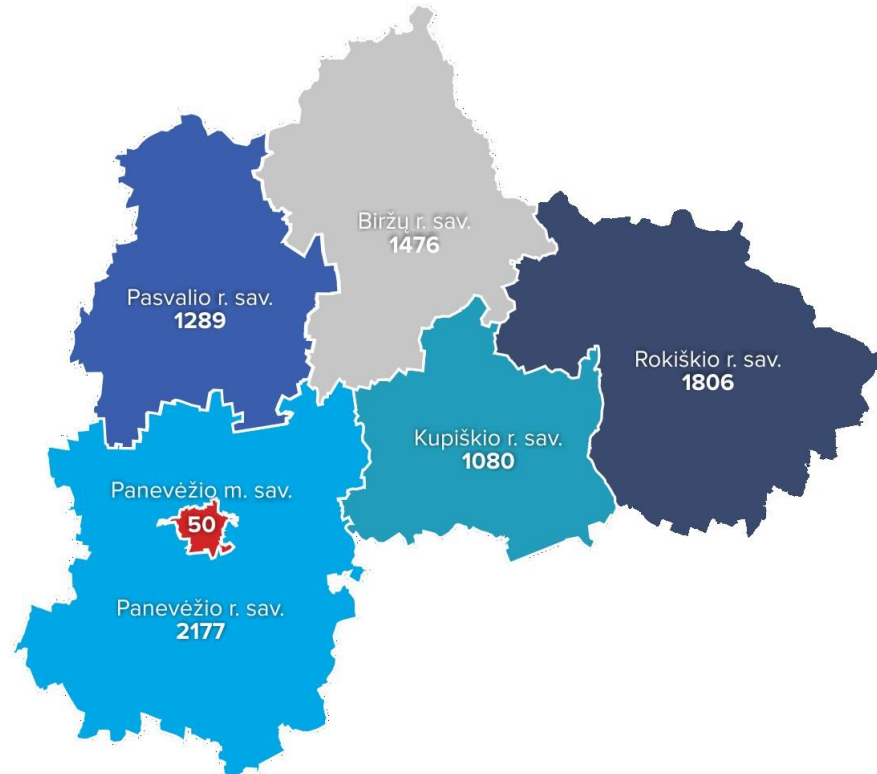 Biržų r. sav.
1476
Pasvalio r. sav.
1289
Rokiškio r. sav.
1806
Kupiškio r. sav.
1080
Panevėžio m. sav.
50
Panevėžio r. sav.
2177